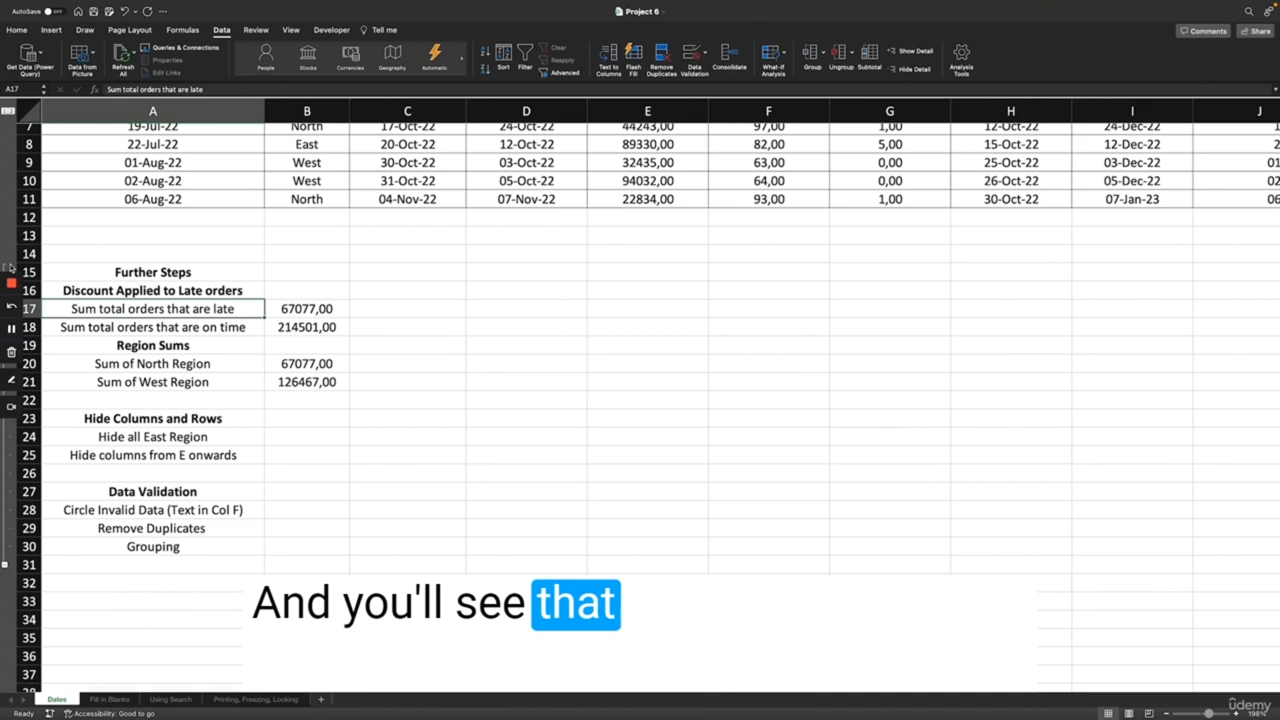 AutoSave OFF Project 6
Home Insert Draw Page Layout Formulas Data Review View Developer Tell me Comments Share
Get Data (Power Query) Data from Picture Refresh All Queries & Connections Properties Edit Links People Stocks Currencies Geography Automatic Sort Filter Clear Reapply Advanced Text to Columns Flash Fill Remove Duplicates Data Validation Consolidate What-If Analysis Group Ungroup Subtotal Show Detail Hide Detail Analysis Tools
A17 fx Sum total orders that are late
1 2 A B C D E F G H I J
7 19-Jul-22 North 17-Oct-22 24-Oct-22 44243,00 97,00 1,00 12-Oct-22 24-Dec-22 1
8 22-Jul-22 East 20-Oct-22 12-Oct-22 89330,00 82,00 5,00 15-Oct-22 12-Dec-22 2
9 01-Aug-22 West 30-Oct-22 03-Oct-22 32435,00 63,00 0,00 25-Oct-22 03-Dec-22 01
10 02-Aug-22 West 31-Oct-22 05-Oct-22 94032,00 64,00 0,00 26-Oct-22 05-Dec-22 02
11 06-Aug-22 North 04-Nov-22 07-Nov-22 22834,00 93,00 1,00 30-Oct-22 07-Jan-23 06
12
13
14
15 Further Steps
16 Discount Applied to Late orders
17 Sum total orders that are late 67077,00
18 Sum total orders that are on time 214501,00
19 Region Sums
20 Sum of North Region 67077,00
21 Sum of West Region 126467,00
22
23 Hide Columns and Rows
24 Hide all East Region
25 Hide columns from E onwards
26
27 Data Validation
28 Circle Invalid Data (Text in Col F)
29 Remove Duplicates
30 Grouping
31
32
33 And you'll see that
34
35
36
37
Dates Fill in Blanks Using Search Printing, Freezing, Locking +
Ready Accessibility: Good to go 198%
udemy